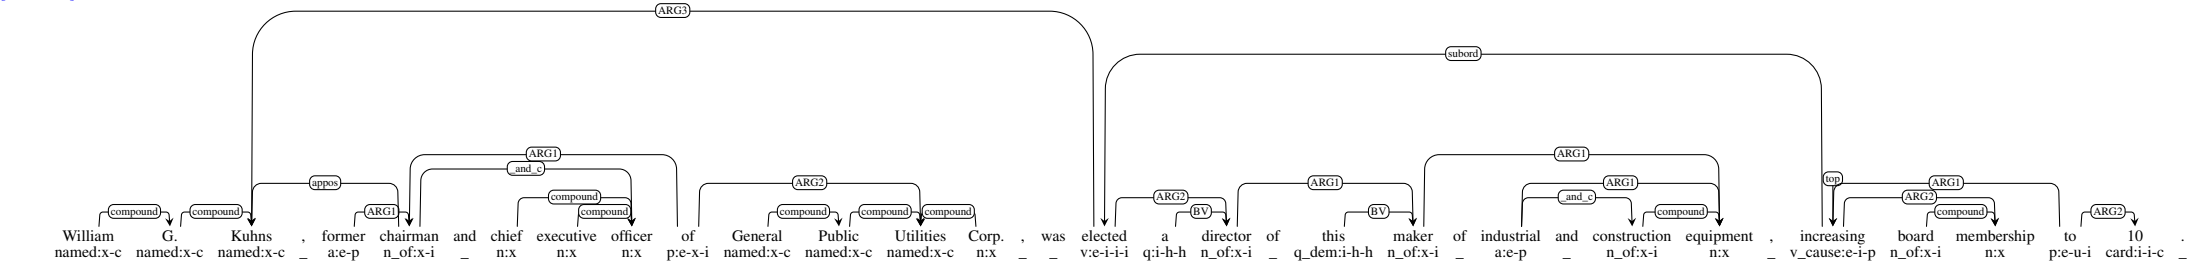 ARG3
subord
ARG1 ARG1
_and_c
appos ARG2 ARG1 top ARG1
compound _and_c ARG2
compound compound ARG1 compound compound compound compound ARG2 BV BV compound compound ARG2
William G. Kuhns , former chairman and chief executive officer of General Public Utilities Corp. , was elected a director of this maker of industrial and construction equipment , increasing board membership to 10 .
named:x-c named:x-c named:x-c _ a:e-p n_of:x-i _ n:x n:x n:x p:e-x-i named:x-c named:x-c named:x-c n:x _ _ v:e-i-i-i q:i-h-h n_of:x-i _ q_dem:i-h-h n_of:x-i _ a:e-p _ n_of:x-i n:x _ v_cause:e-i-p n_of:x-i n:x p:e-u-i card:i-i-c _